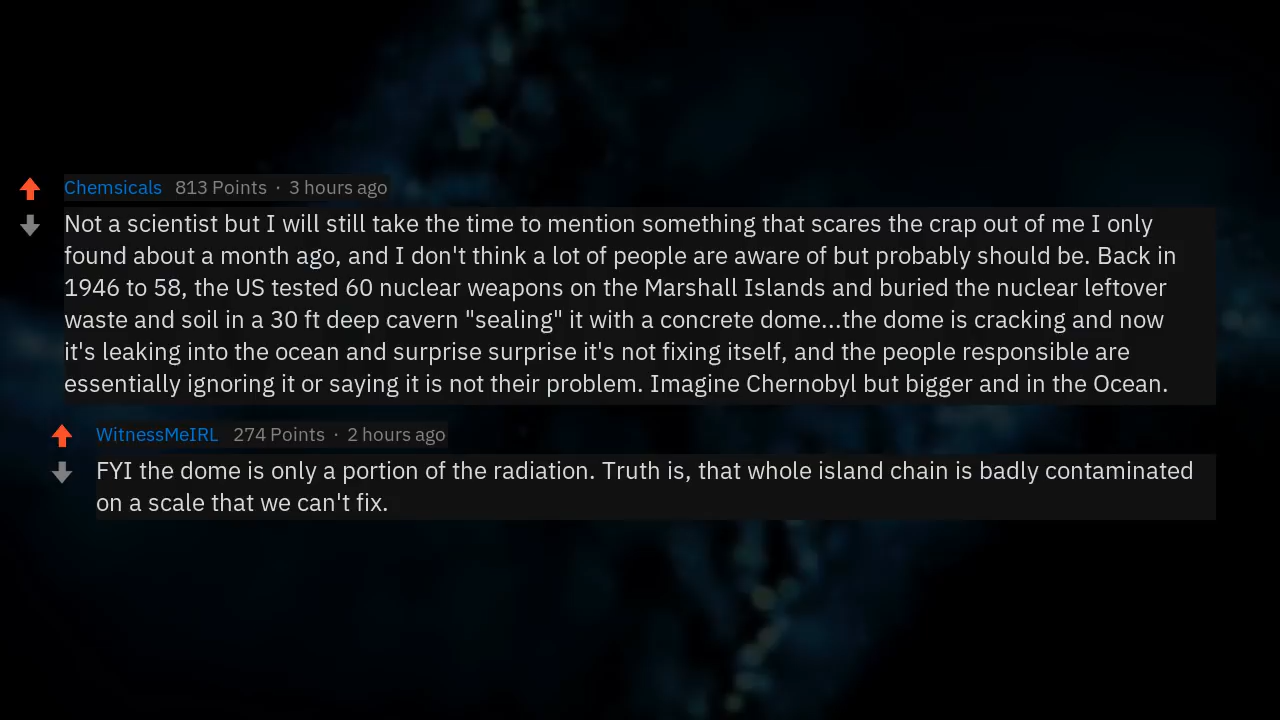 Chemsicals 813 Points · 3 hours ago
Not a scientist but I will still take the time to mention something that scares the crap out of me I only
found about a month ago, and I don't think a lot of people are aware of but probably should be. Back in
1946 to 58, the US tested 60 nuclear weapons on the Marshall Islands and buried the nuclear leftover
waste and soil in a 30 ft deep cavern "sealing" it with a concrete dome...the dome is cracking and now
it's leaking into the ocean and surprise surprise it's not fixing itself, and the people responsible are
essentially ignoring it or saying it is not their problem. Imagine Chernobyl but bigger and in the Ocean.
WitnessMeIRL 274 Points · 2 hours ago
FYI the dome is only a portion of the radiation. Truth is, that whole island chain is badly contaminated
on a scale that we can't fix.